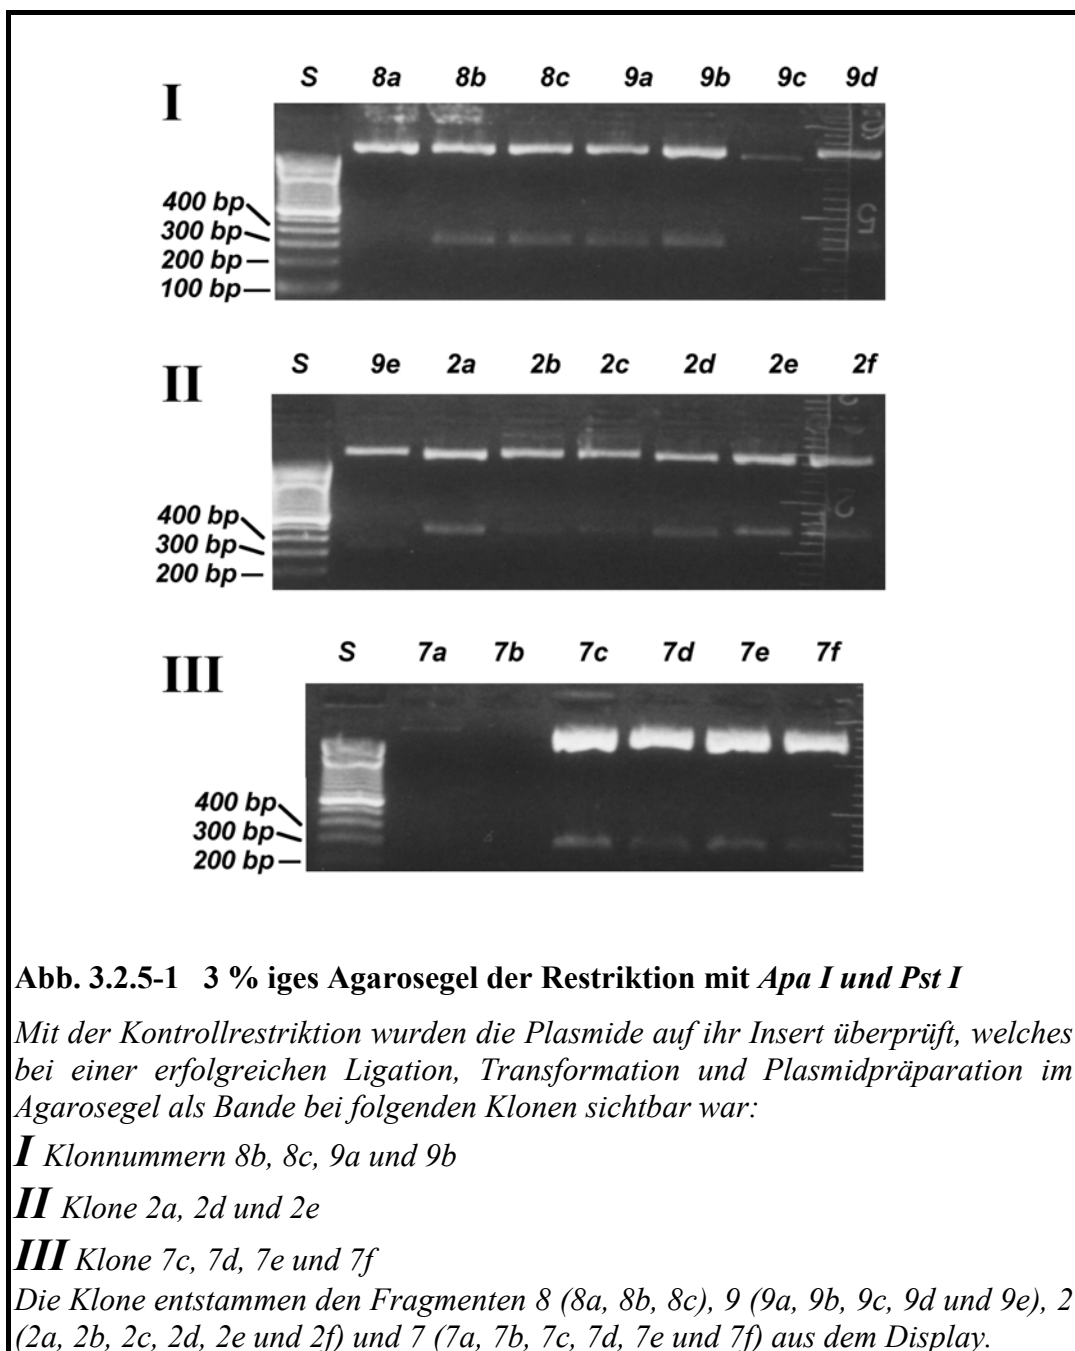 I
S 8a 8b 8c 9a 9b 9c 9d
400 bp
300 bp
200 bp
100 bp
II
S 9e 2a 2b 2c 2d 2e 2f
400 bp
300 bp
200 bp
III
S 7a 7b 7c 7d 7e 7f
400 bp
300 bp
200 bp
Abb. 3.2.5-1 3 % iges Agarosegel der Restriktion mit Apa I und Pst I
Mit der Kontrollrestriktion wurden die Plasmide auf ihr Insert überprüft, welches
bei einer erfolgreichen Ligation, Transformation und Plasmidpräparation im
Agarosegel als Bande bei folgenden Klonen sichtbar war:
I Klonnummern 8b, 8c, 9a und 9b
II Klone 2a, 2d und 2e
III Klone 7c, 7d, 7e und 7f
Die Klone entstammen den Fragmenten 8 (8a, 8b, 8c), 9 (9a, 9b, 9c, 9d und 9e), 2
(2a, 2b, 2c, 2d, 2e und 2f) und 7 (7a, 7b, 7c, 7d, 7e und 7f) aus dem Display.